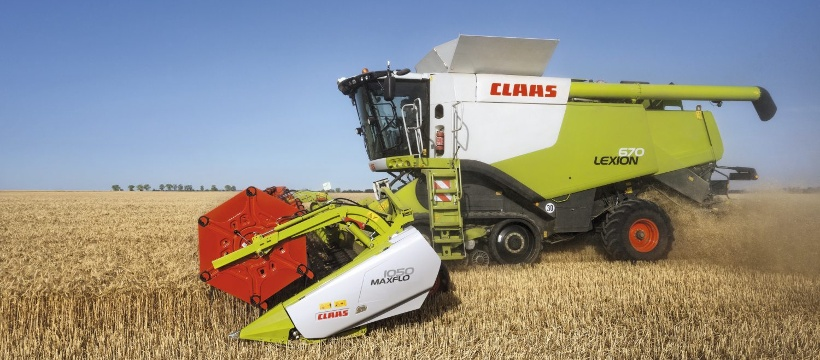 CLAAS
670
LEXION
30
1050
MAXFLO
CLAAS